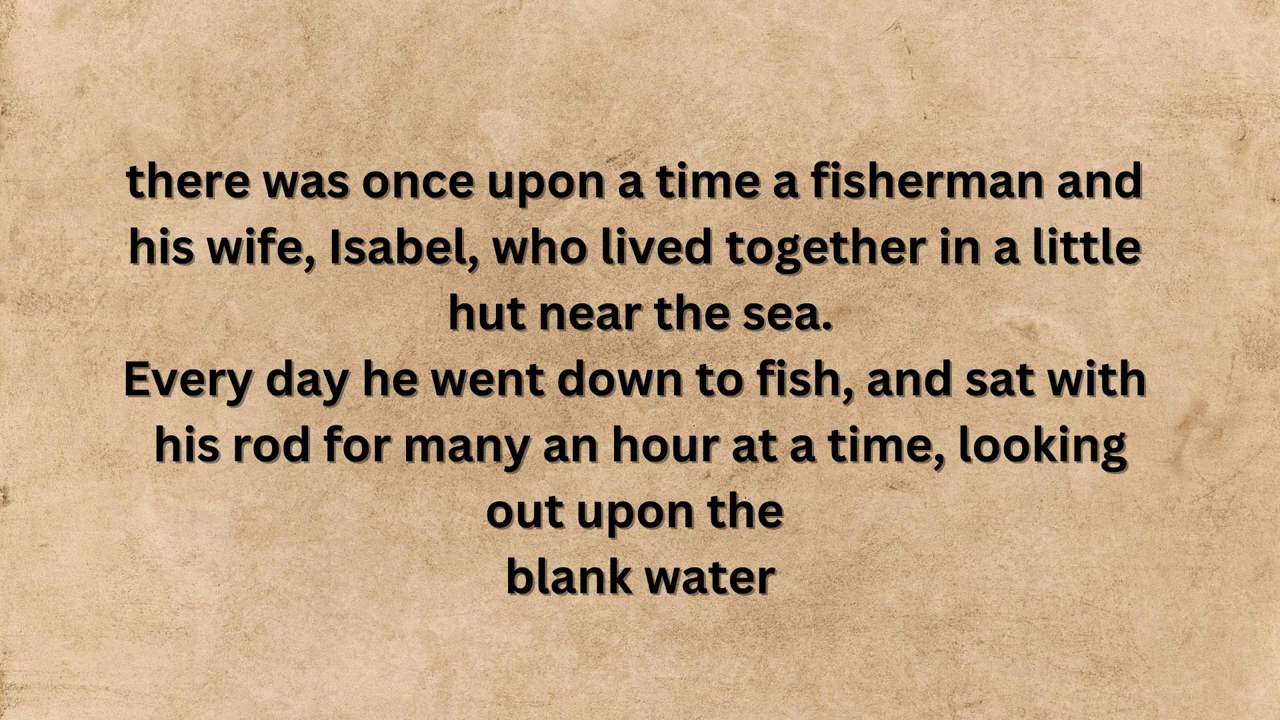 there was once upon a time a fisherman and
his wife, Isabel, who lived together in a little
hut near the sea.
Every day he went down to fish, and sat with
his rod for many an hour at a time, looking
out upon the
blank water